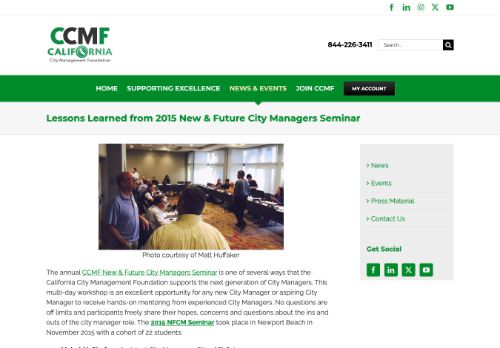 CCMF
CALIFORNIA
City Management Foundation
844-226-3411
Search...
HOME
SUPPORTING EXCELLENCE
NEWS & EVENTS
JOIN CCMF
MY ACCOUNT
Lessons Learned from 2015 New & Future City Managers Seminar
Photo courtesy of Matt Huffaker
The annual CCMF New & Future City Managers Seminar is one of several ways that the
California City Management Foundation supports the next generation of City Managers. This
multi-day workshop is an excellent opportunity for any new City Manager or aspiring City
Manager to receive hands-on mentoring from experienced City Managers. No questions are
off limits and participants freely share their hopes, concerns and questions about the ins and
outs of the city manager role. The 2015 NFCM Seminar took place in Newport Beach in
November 2015 with a cohort of 22 students:
News
Events
Press Material
Contact Us
Get Social